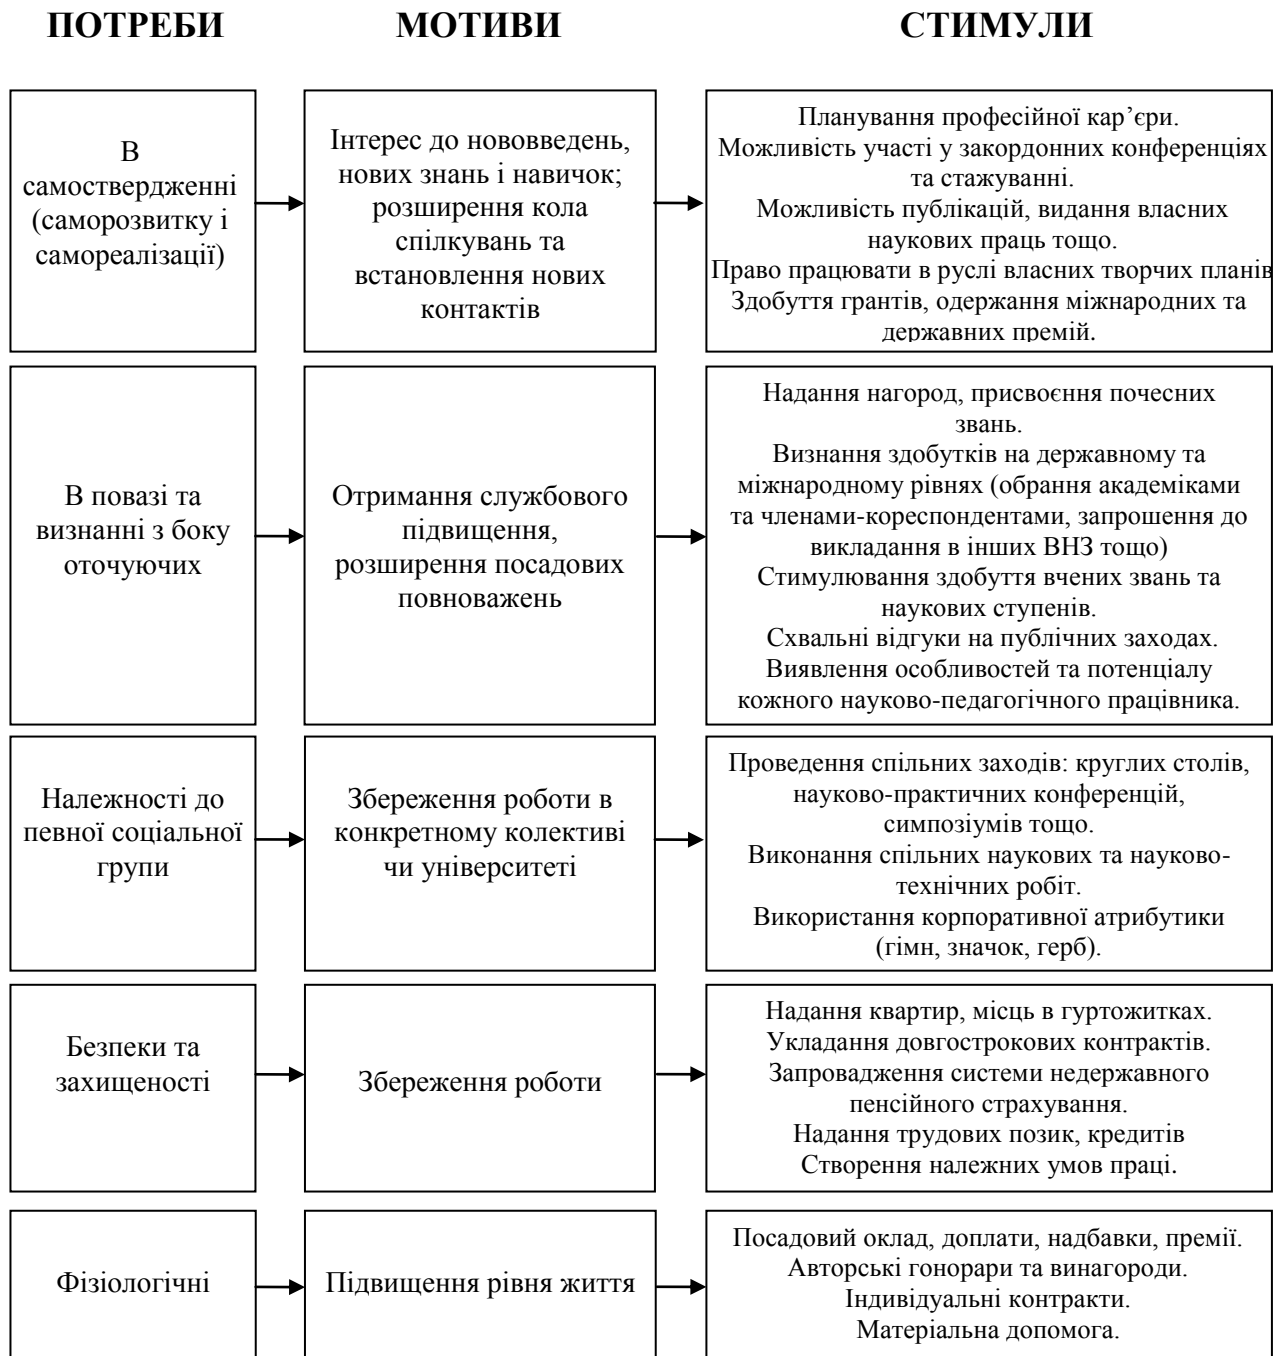 ПОТРЕБИ МОТИВИ СТИМУЛИ
В
самоствердженні
(саморозвитку і
самореалізації)
Інтерес до нововведень,
нових знань і навичок;
розширення кола
спілкувань та
встановлення нових
контактів
Планування професійної кар’єри.
Можливість участі у закордонних конференціях
та стажуванні.
Можливість публікацій, видання власних
наукових праць тощо.
Право працювати в руслі власних творчих планів
Здобуття грантів, одержання міжнародних та
державних премій.
В повазі та
визнанні з боку
оточуючих
Отримання службового
підвищення,
розширення посадових
повноважень
Надання нагород, присвоєння почесних
звань.
Визнання здобутків на державному та
міжнародному рівнях (обрання академіками
та членами-кореспондентами, запрошення до
викладання в інших ВНЗ тощо)
Стимулювання здобуття вчених звань та
наукових ступенів.
Схвальні відгуки на публічних заходах.
Виявлення особливостей та потенціалу
кожного науково-педагогічного працівника.
Належності до
певної соціальної
групи
Збереження роботи в
конкретному колективі
чи університеті
Проведення спільних заходів: круглих столів,
науково-практичних конференцій,
симпозіумів тощо.
Виконання спільних наукових та науково-
технічних робіт.
Використання корпоративної атрибутики
(гімн, значок, герб).
Безпеки та
захищеності
Збереження роботи
Надання квартир, місць в гуртожитках.
Укладання довгострокових контрактів.
Запровадження системи недержавного
пенсійного страхування.
Надання трудових позик, кредитів
Створення належних умов праці.
Фізіологічні
Підвищення рівня життя
Посадовий оклад, доплати, надбавки, премії.
Авторські гонорари та винагороди.
Індивідуальні контракти.
Матеріальна допомога.